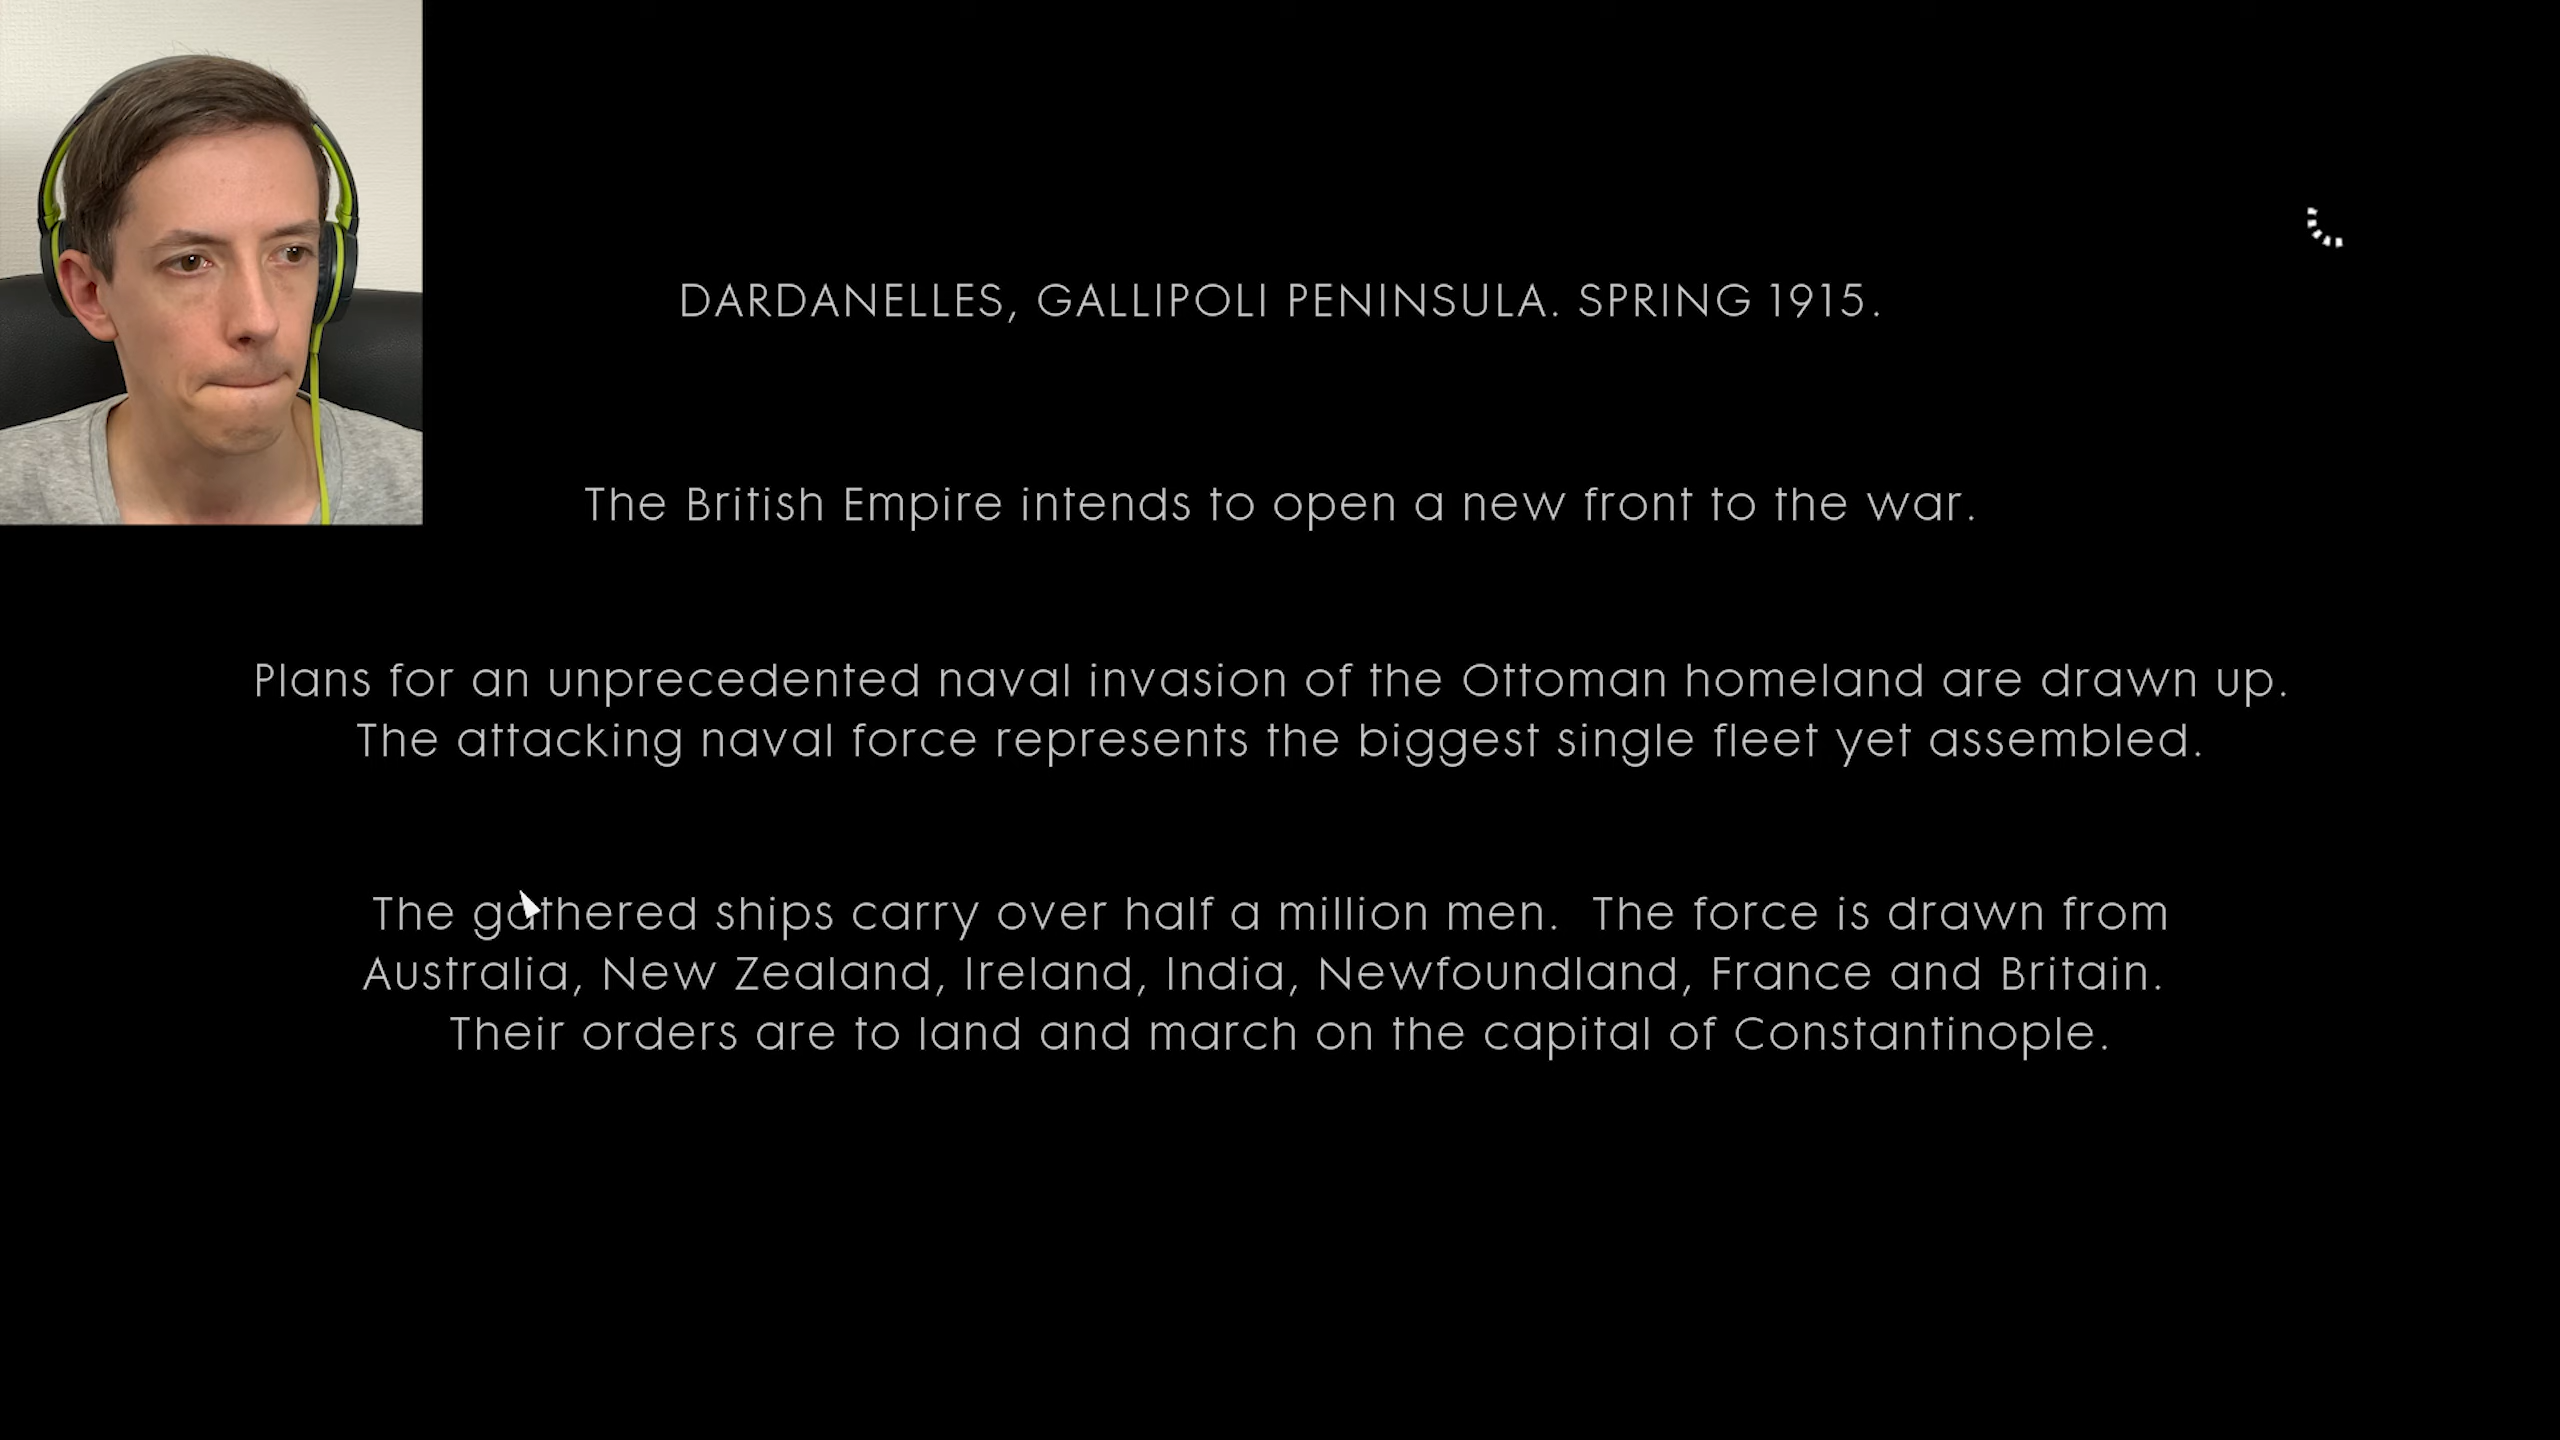 DARDANELLES, GALLIPOLI PENINSULA. SPRING 1915.
The British Empire intends to open a new front to the war.
Plans for an unprecedented naval invasion of the Ottoman homeland are drawn up.
The attacking naval force represents the biggest single fleet yet assembled.
The gathered ships carry over half a million men. The force is drawn from
Australia, New Zealand, Ireland, India, Newfoundland, France and Britain.
Their orders are to land and march on the capital of Constantinople.